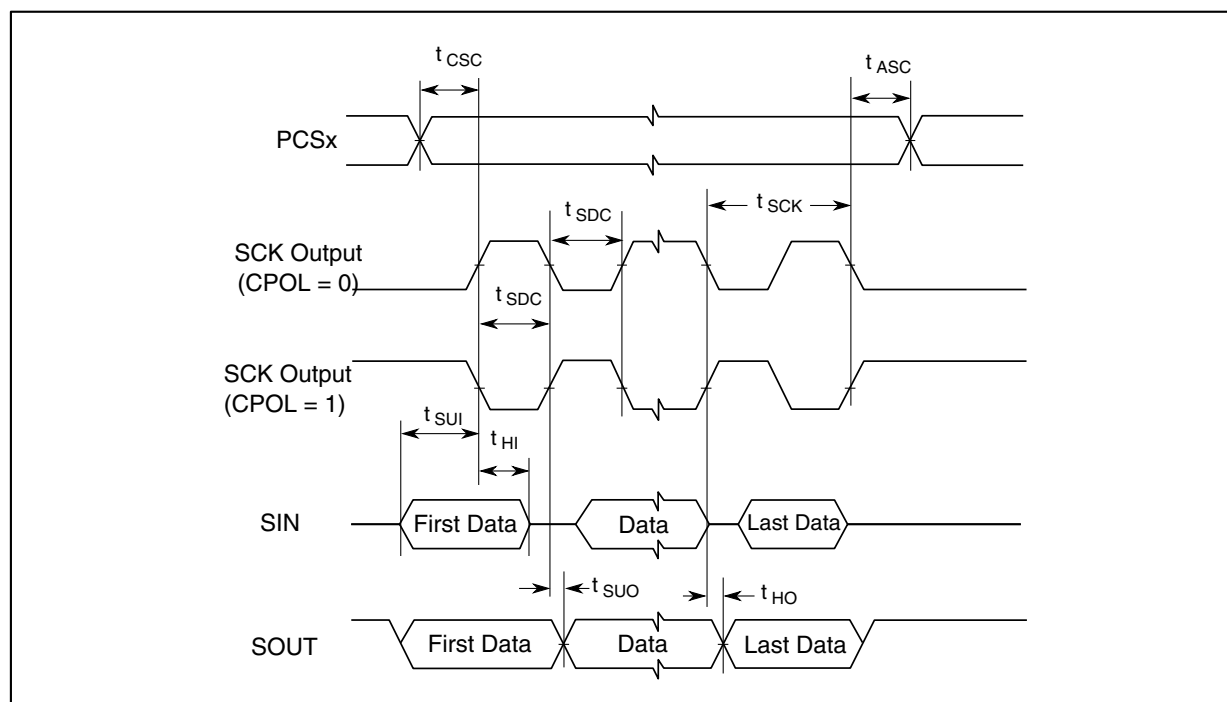 t CSC
t ASC
PCSx
t SDC
t SCK
SCK Output
(CPOL = 0)
t SDC
SCK Output
(CPOL = 1)
t SUI
t HI
SIN
First Data
Data
Last Data
t SUO
t HO
SOUT
First Data
Data
Last Data